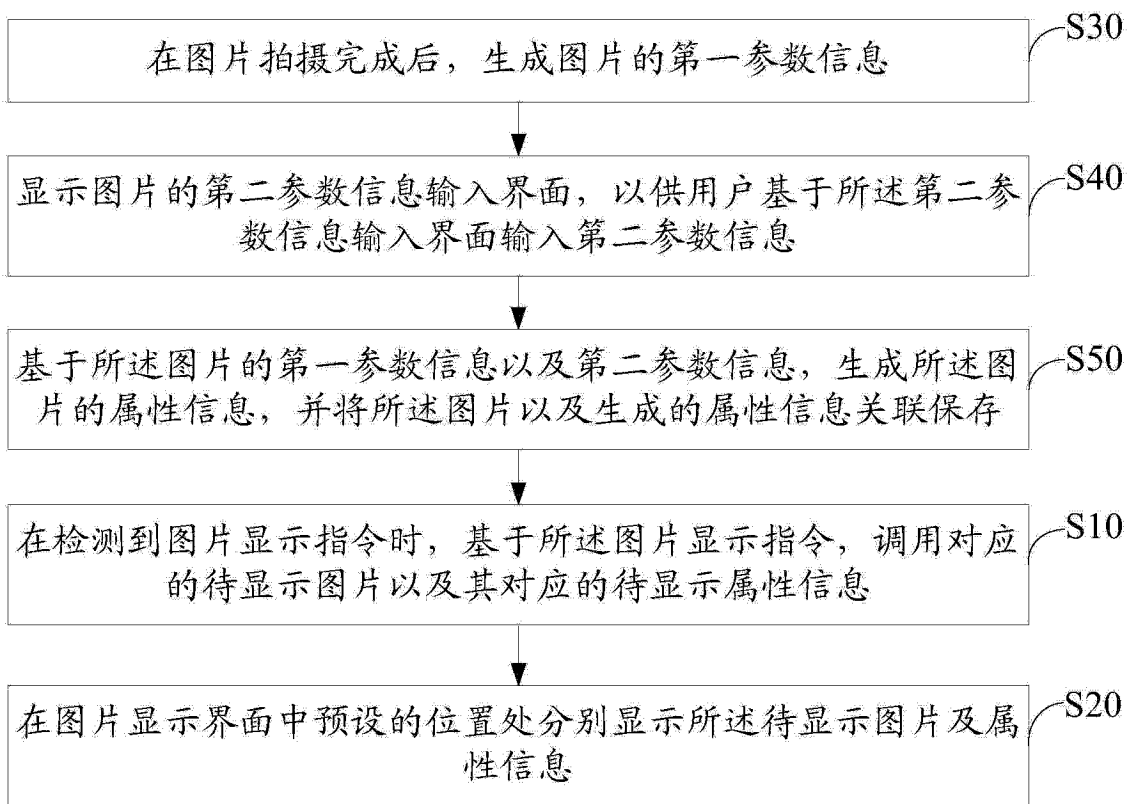 在图片拍摄完成后，生成图片的第一参数信息
S30
显示图片的第二参数信息输入界面，以供用户基于所述第二参
数信息输入界面输入第二参数信息
S40
基于所述图片的第一参数信息以及第二参数信息，生成所述图
片的属性信息，并将所述图片以及生成的属性信息关联保存
S50
在检测到图片显示指令时，基于所述图片显示指令，调用对应
的待显示图片以及其对应的待显示属性信息
S10
在图片显示界面中预设的位置处分别显示所述待显示图片及属
性信息
S20